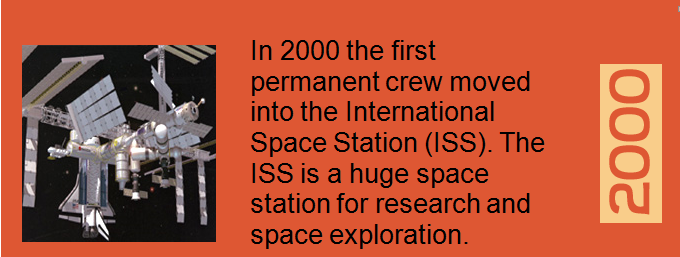 In 2000 the first
permanent crew moved
into the International
Space Station (ISS). The
ISS is a huge space
station for research and
space exploration.
2000